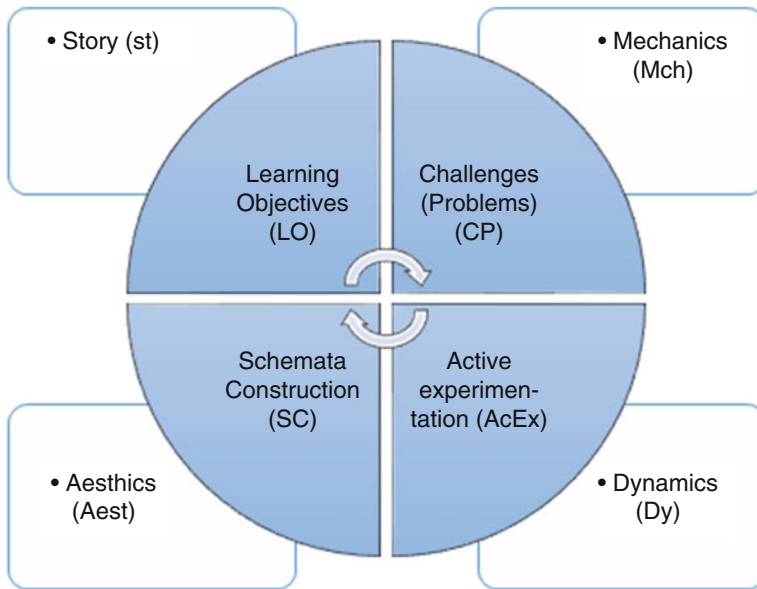 • Story (st)
• Mechanics
(Mch)
Learning
Objectives
(LO)
Challenges
(Problems)
(CP)
Schemata
Construction
(SC)
Active
experimen-
tation (AcEx)
• Aesthics
(Aest)
• Dynamics
(Dy)